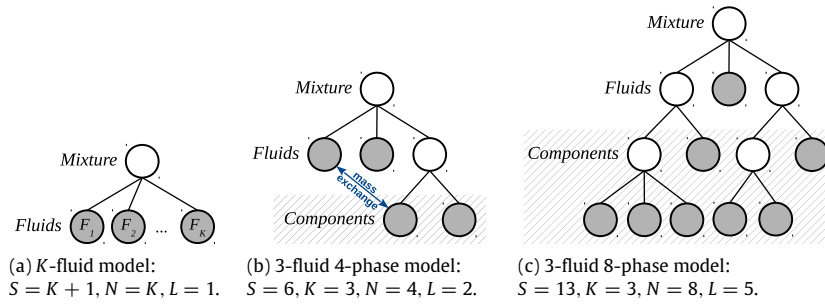 Mixture
Fluids
F1 F2 ... FK
(a) K-fluid model:
S = K + 1, N = K, L = 1.
Mixture
Fluids
mass
exchange
Components
(b) 3-fluid 4-phase model:
S = 6, K = 3, N = 4, L = 2.
Mixture
Fluids
Components
(c) 3-fluid 8-phase model:
S = 13, K = 3, N = 8, L = 5.